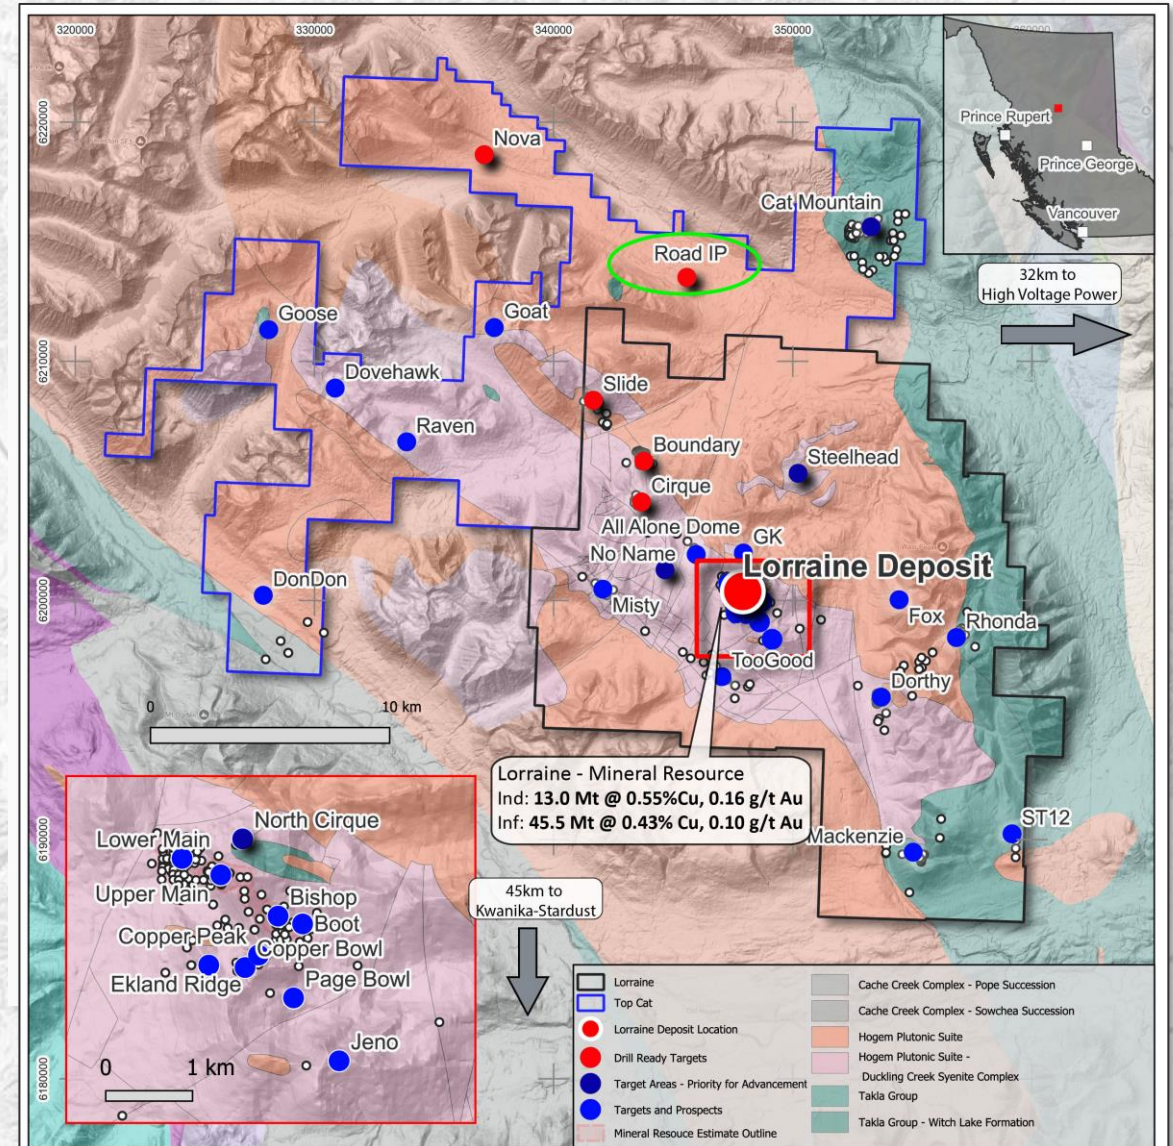 320000
330000
340000
350000
6220000
6210000
6200000
6190000
6180000
Prince Rupert
Prince George
Vancouver
Nova
Cat Mountain
Road IP
32km to
High Voltage Power
Goose
Goat
Dovehawk
Slide
Raven
Boundary
Steelhead
Cirque
All Alone Dome
GK
No Name
Lorraine Deposit
DonDon
Misty
Fox
Rhonda
TooGood
Dorthy
0
10 km
Lorraine - Mineral Resource
Ind: 13.0 Mt @ 0.55%Cu, 0.16 g/t Au
Inf: 45.5 Mt @ 0.43% Cu, 0.10 g/t Au
Mackenzie
ST12
North Cirque
Lower Main
Upper Main
Bishop
Boot
Copper Peak
Copper Bowl
Ekland Ridge
Page Bowl
Jeno
0
1 km
45km to
Kwanika-Stardust
Lorraine
Top Cat
Lorraine Deposit Location
Drill Ready Targets
Target Areas - Priority for Advancement
Targets and Prospects
Mineral Resouce Estimate Outline
Cache Creek Complex - Pope Succession
Cache Creek Complex - Sowchea Succession
Hogem Plutonic Suite
Hogem Plutonic Suite -
Duckling Creek Syenite Complex
Takla Group
Takla Group - Witch Lake Formation